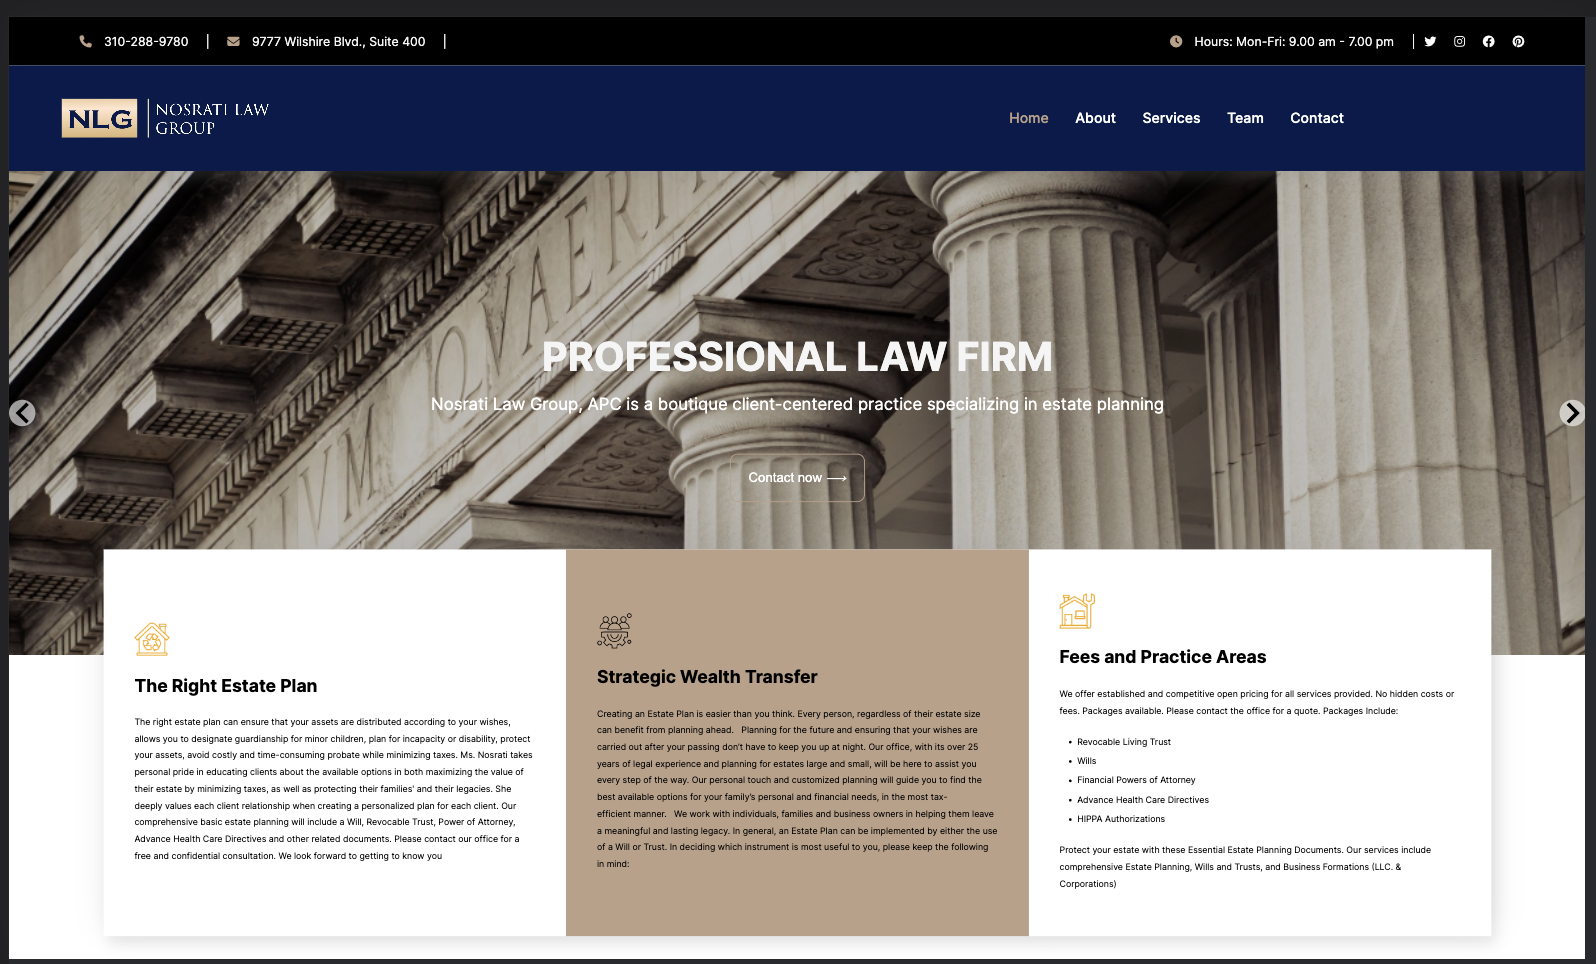 310-288-9780 | 9777 Wilshire Blvd., Suite 400 |
Hours: Mon-Fri: 9.00 am - 7.00 pm |
NLG
NOSRATI LAW
GROUP
Home About Services Team Contact
PROFESSIONAL LAW FIRM
Nosrati Law Group, APC is a boutique client-centered practice specializing in estate planning
Contact now ⟶
The Right Estate Plan
The right estate plan can ensure that your assets are distributed according to your wishes,
allows you to designate guardianship for minor children, plan for incapacity or disability, protect
your assets, avoid costly and time-consuming probate while minimizing taxes. Ms. Nosrati takes
personal pride in educating clients about the available options in both maximizing the value of
their estate by minimizing taxes, as well as protecting their families' and their legacies. She
deeply values each client relationship when creating a personalized plan for each client. Our
comprehensive basic estate planning will include a Will, Revocable Trust, Power of Attorney,
Advance Health Care Directives and other related documents. Please contact our office for a
free and confidential consultation. We look forward to getting to know you
Strategic Wealth Transfer
Creating an Estate Plan is easier than you think. Every person, regardless of their estate size
can benefit from planning ahead.   Planning for the future and ensuring that your wishes are
carried out after your passing don't have to keep you up at night. Our office, with its over 25
years of legal experience and planning for estates large and small, will be here to assist you
every step of the way. Our personal touch and customized planning will guide you to find the
best available options for your family's personal and financial needs, in the most tax-
efficient manner.   We work with individuals, families and business owners in helping them leave
a meaningful and lasting legacy. In general, an Estate Plan can be implemented by either the use
of a Will or Trust. In deciding which instrument is most useful to you, please keep the following
in mind:
Fees and Practice Areas
We offer established and competitive open pricing for all services provided. No hidden costs or
fees. Packages available. Please contact the office for a quote. Packages Include:
• Revocable Living Trust
• Wills
• Financial Powers of Attorney
• Advance Health Care Directives
• HIPPA Authorizations
Protect your estate with these Essential Estate Planning Documents. Our services include
comprehensive Estate Planning, Wills and Trusts, and Business Formations (LLC. &
Corporations)